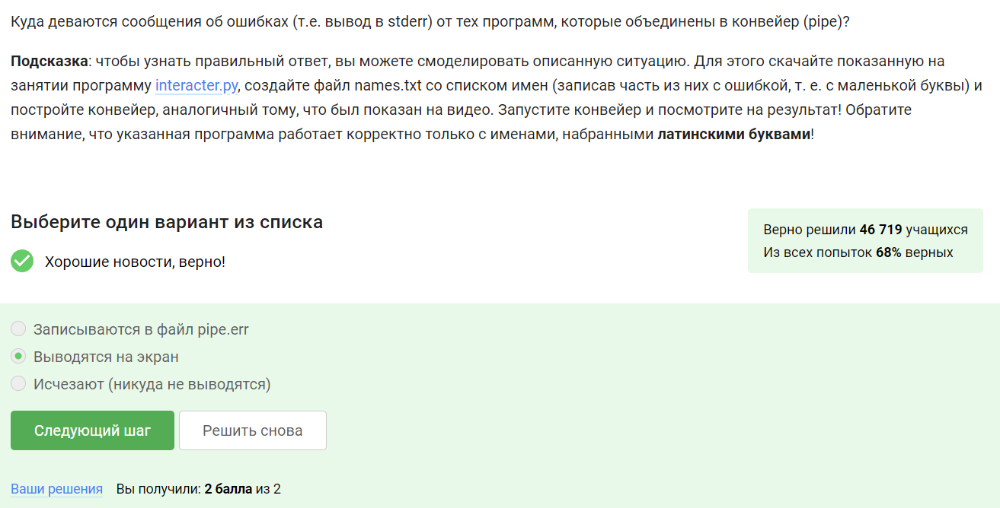 Куда деваются сообщения об ошибках (т.е. вывод в stderr) от тех программ, которые объединены в конвейер (pipe)?
Подсказка: чтобы узнать правильный ответ, вы можете смоделировать описанную ситуацию. Для этого скачайте показанную на
занятии программу interacter.py, создайте файл names.txt со списком имен (записав часть из них с ошибкой, т. е. с маленькой буквы) и
постройте конвейер, аналогичный тому, что был показан на видео. Запустите конвейер и посмотрите на результат! Обратите
внимание, что указанная программа работает корректно только с именами, набранными латинскими буквами!
Выберите один вариант из списка
Верно решили 46 719 учащихся
Из всех попыток 68% верных
Хорошие новости, верно!
Записываются в файл pipe.err
Выводятся на экран
Исчезают (никуда не выводятся)
Следующий шаг Решить снова
Ваши решения Вы получили: 2 балла из 2